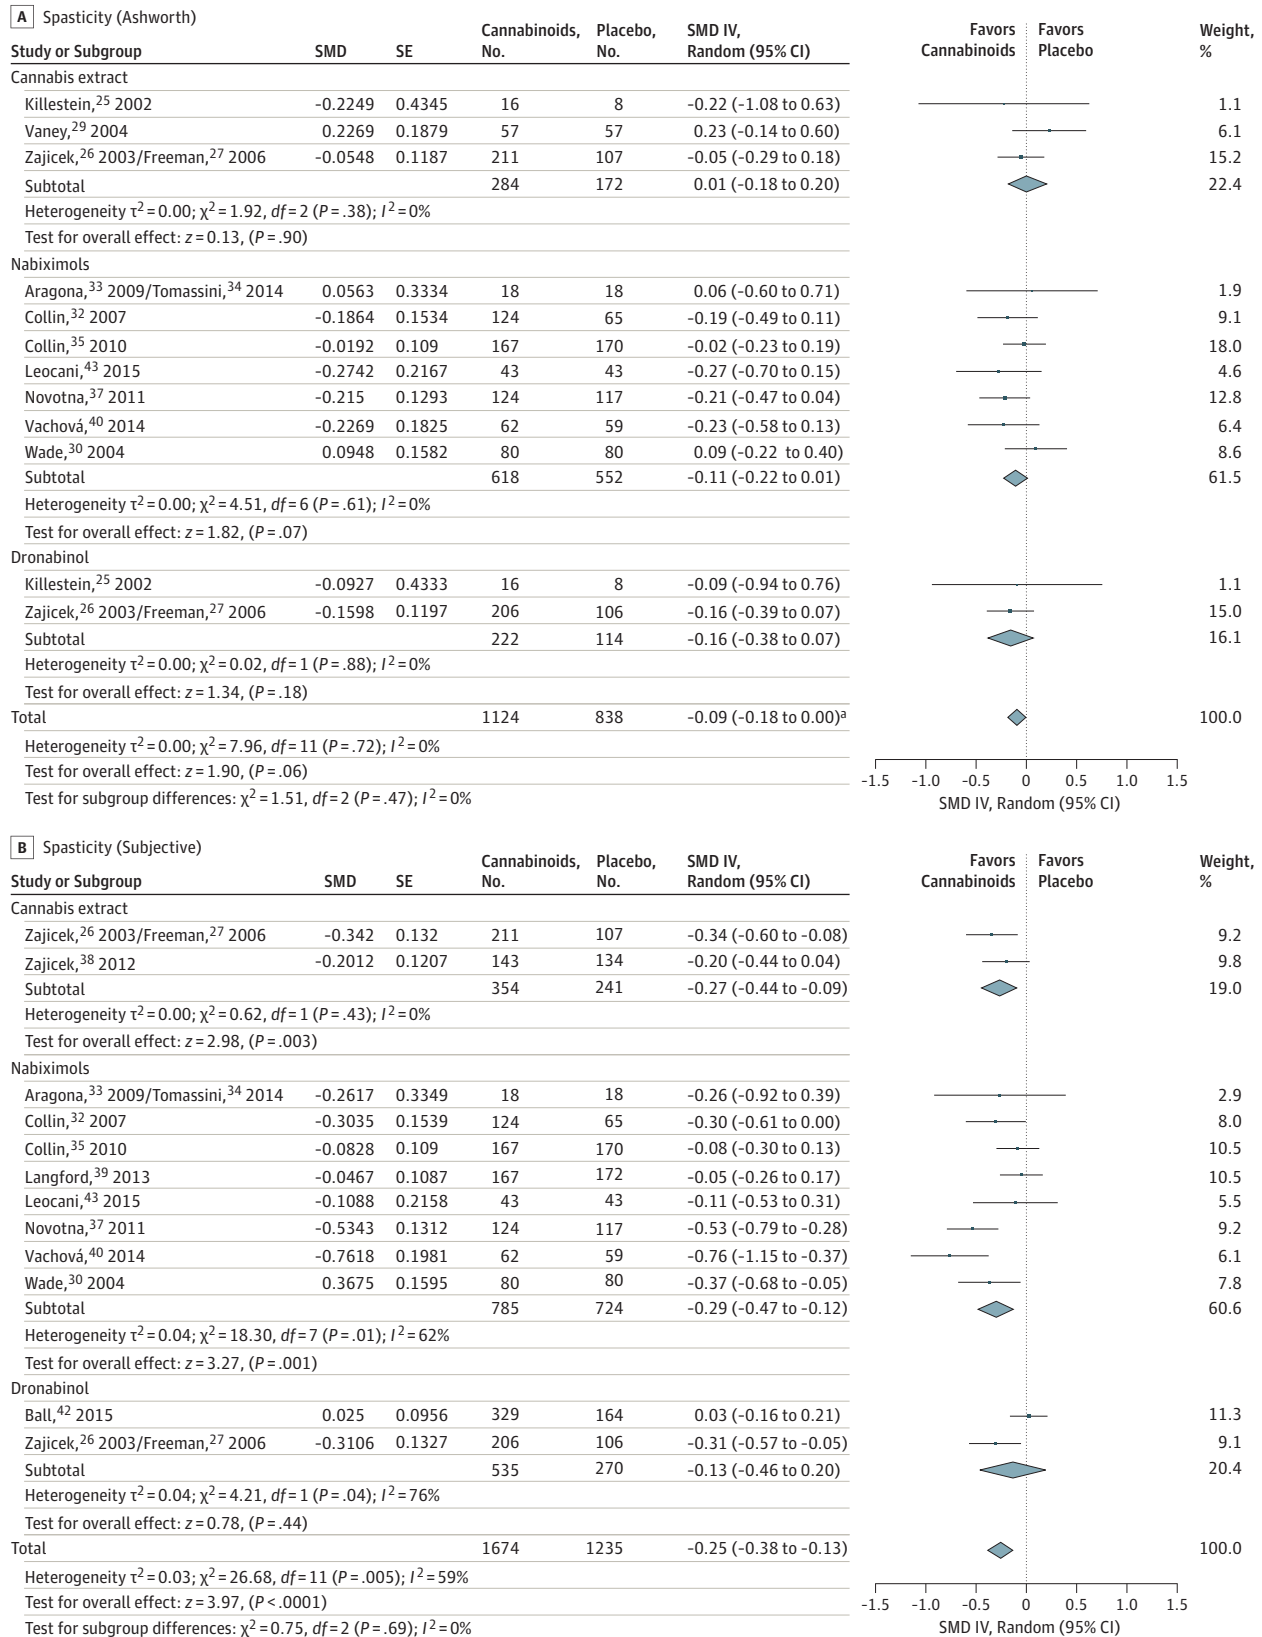 A Spasticity (Ashworth)
Study or Subgroup SMD SE Cannabinoids, No. Placebo, No. SMD IV, Random (95% CI) Favors Cannabinoids Favors Placebo Weight, %
Cannabis extract
Killestein,25 2002 -0.2249 0.4345 16 8 -0.22 (-1.08 to 0.63) 1.1
Vaney,29 2004 0.2269 0.1879 57 57 0.23 (-0.14 to 0.60) 6.1
Zajicek,26 2003/Freeman,27 2006 -0.0548 0.1187 211 107 -0.05 (-0.29 to 0.18) 15.2
Subtotal 284 172 0.01 (-0.18 to 0.20) 22.4
Heterogeneity τ2 = 0.00; χ2 = 1.92, df = 2 (P = .38); I2 = 0%
Test for overall effect: z = 0.13, (P = .90)
Nabiximols
Aragona,33 2009/Tomassini,34 2014 0.0563 0.3334 18 18 0.06 (-0.60 to 0.71) 1.9
Collin,32 2007 -0.1864 0.1534 124 65 -0.19 (-0.49 to 0.11) 9.1
Collin,35 2010 -0.0192 0.109 167 170 -0.02 (-0.23 to 0.19) 18.0
Leocani,43 2015 -0.2742 0.2167 43 43 -0.27 (-0.70 to 0.15) 4.6
Novotna,37 2011 -0.215 0.1293 124 117 -0.21 (-0.47 to 0.04) 12.8
Vachová,40 2014 -0.2269 0.1825 62 59 -0.23 (-0.58 to 0.13) 6.4
Wade,30 2004 0.0948 0.1582 80 80 0.09 (-0.22 to 0.40) 8.6
Subtotal 618 552 -0.11 (-0.22 to 0.01) 61.5
Heterogeneity τ2 = 0.00; χ2 = 4.51, df = 6 (P = .61); I2 = 0%
Test for overall effect: z = 1.82, (P = .07)
Dronabinol
Killestein,25 2002 -0.0927 0.4333 16 8 -0.09 (-0.94 to 0.76) 1.1
Zajicek,26 2003/Freeman,27 2006 -0.1598 0.1197 206 106 -0.16 (-0.39 to 0.07) 15.0
Subtotal 222 114 -0.16 (-0.38 to 0.07) 16.1
Heterogeneity τ2 = 0.00; χ2 = 0.02, df = 1 (P = .88); I2 = 0%
Test for overall effect: z = 1.34, (P = .18)
Total 1124 838 -0.09 (-0.18 to 0.00)a 100.0
Heterogeneity τ2 = 0.00; χ2 = 7.96, df = 11 (P = .72); I2 = 0%
Test for overall effect: z = 1.90, (P = .06)
Test for subgroup differences: χ2 = 1.51, df = 2 (P = .47); I2 = 0%
-1.5 -1.0 -0.5 0 0.5 1.0 1.5
SMD IV, Random (95% CI)
B Spasticity (Subjective)
Study or Subgroup SMD SE Cannabinoids, No. Placebo, No. SMD IV, Random (95% CI) Favors Cannabinoids Favors Placebo Weight, %
Cannabis extract
Zajicek,26 2003/Freeman,27 2006 -0.342 0.132 211 107 -0.34 (-0.60 to -0.08) 9.2
Zajicek,38 2012 -0.2012 0.1207 143 134 -0.20 (-0.44 to 0.04) 9.8
Subtotal 354 241 -0.27 (-0.44 to -0.09) 19.0
Heterogeneity τ2 = 0.00; χ2 = 0.62, df = 1 (P = .43); I2 = 0%
Test for overall effect: z = 2.98, (P = .003)
Nabiximols
Aragona,33 2009/Tomassini,34 2014 -0.2617 0.3349 18 18 -0.26 (-0.92 to 0.39) 2.9
Collin,32 2007 -0.3035 0.1539 124 65 -0.30 (-0.61 to 0.00) 8.0
Collin,35 2010 -0.0828 0.109 167 170 -0.08 (-0.30 to 0.13) 10.5
Langford,39 2013 -0.0467 0.1087 167 172 -0.05 (-0.26 to 0.17) 10.5
Leocani,43 2015 -0.1088 0.2158 43 43 -0.11 (-0.53 to 0.31) 5.5
Novotna,37 2011 -0.5343 0.1312 124 117 -0.53 (-0.79 to -0.28) 9.2
Vachová,40 2014 -0.7618 0.1981 62 59 -0.76 (-1.15 to -0.37) 6.1
Wade,30 2004 0.3675 0.1595 80 80 -0.37 (-0.68 to -0.05) 7.8
Subtotal 785 724 -0.29 (-0.47 to -0.12) 60.6
Heterogeneity τ2 = 0.04; χ2 = 18.30, df = 7 (P = .01); I2 = 62%
Test for overall effect: z = 3.27, (P = .001)
Dronabinol
Ball,42 2015 0.025 0.0956 329 164 0.03 (-0.16 to 0.21) 11.3
Zajicek,26 2003/Freeman,27 2006 -0.3106 0.1327 206 106 -0.31 (-0.57 to -0.05) 9.1
Subtotal 535 270 -0.13 (-0.46 to 0.20) 20.4
Heterogeneity τ2 = 0.04; χ2 = 4.21, df = 1 (P = .04); I2 = 76%
Test for overall effect: z = 0.78, (P = .44)
Total 1674 1235 -0.25 (-0.38 to -0.13) 100.0
Heterogeneity τ2 = 0.03; χ2 = 26.68, df = 11 (P = .005); I2 = 59%
Test for overall effect: z = 3.97, (P < .0001)
Test for subgroup differences: χ2 = 0.75, df = 2 (P = .69); I2 = 0%
-1.5 -1.0 -0.5 0 0.5 1.0 1.5
SMD IV, Random (95% CI)